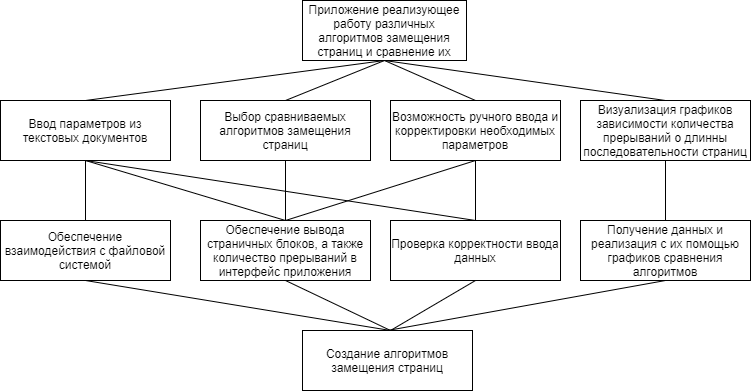 Приложение реализующее
работу различных
алгоритмов замещения
страниц и сравнение их
Ввод параметров из
текстовых документов
Выбор сравниваемых
алгоритмов замещения
страниц
Возможность ручного ввода и
корректировки необходимых
параметров
Визуализация графиков
зависимости количества
прерываний о длинны
последовательности страниц
Обеспечение
взаимодействия с файловой
системой
Обеспечение вывода
страничных блоков, а также
количество прерываний в
интерфейс приложения
Проверка корректности ввода
данных
Получение данных и
реализация с их помощью
графиков сравнения
алгоритмов
Создание алгоритмов
замещения страниц